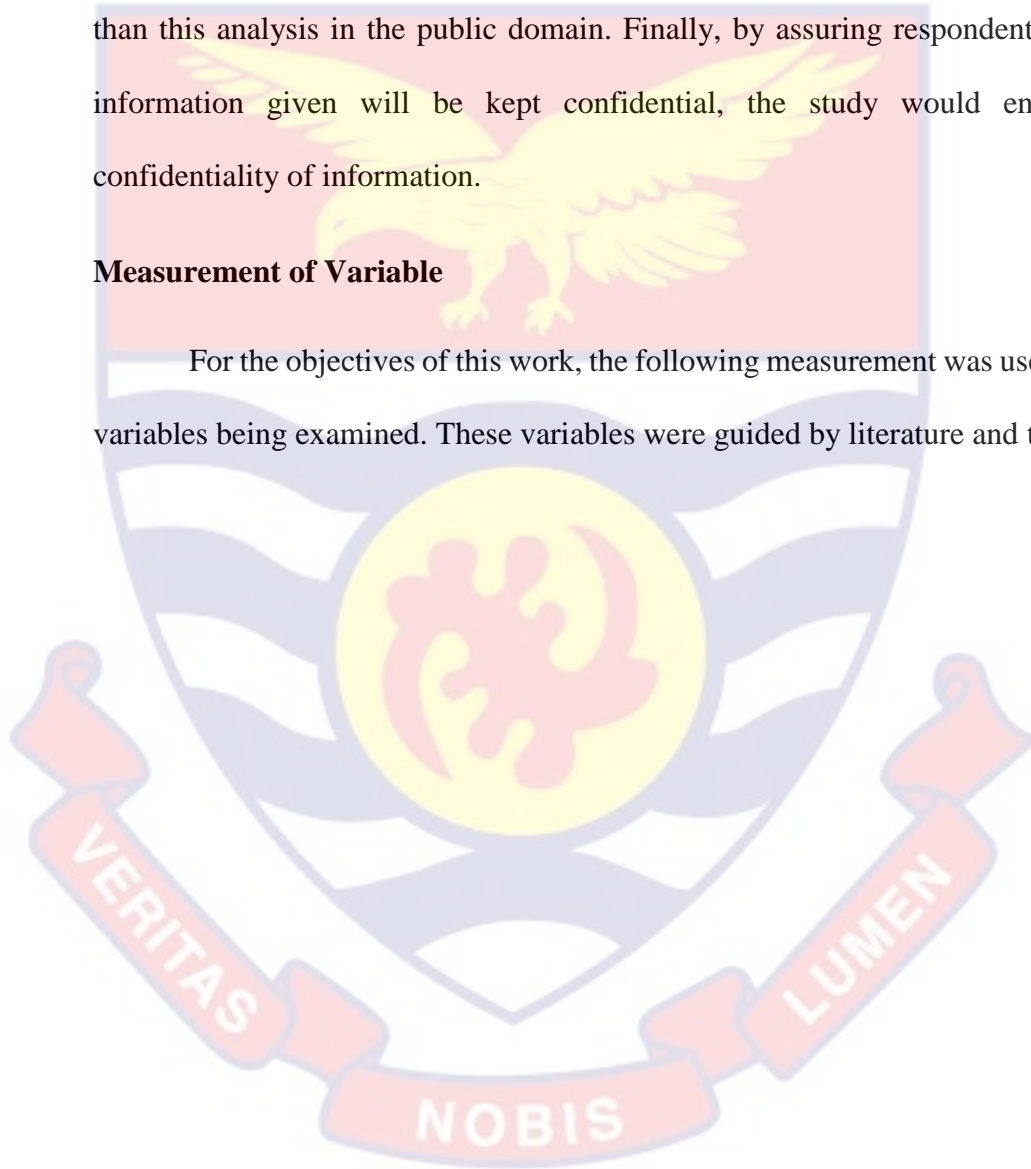 than this analysis in the public domain. Finally, by assuring respondent
information given will be kept confidential, the study would
confidentiality of information.
Measurement of Variable
For the objectives of this work, the following measurement was
variables being examined. These variables were guided by literature and
VERITAS
NOBIS
LUMEN